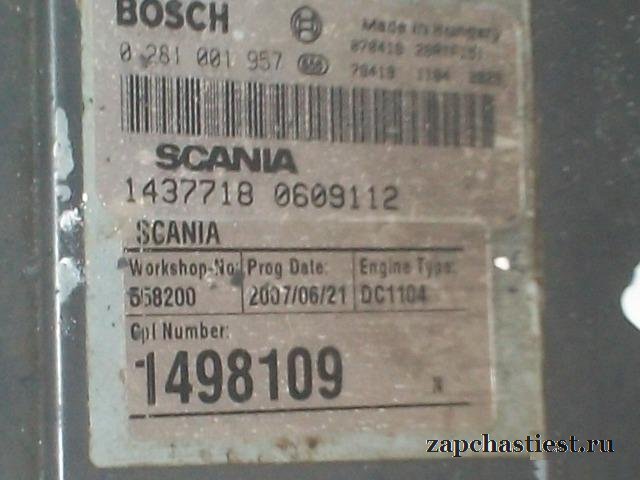 BOSCH
Made in Hungary
0 281 001 957
SCANIA
1437718 0609112
SCANIA
Workshop-No: Prog Date: Engine Type:
558200 2007/06/21 DC1104
Cpl Number:
1498109 N
zapchastiest.ru